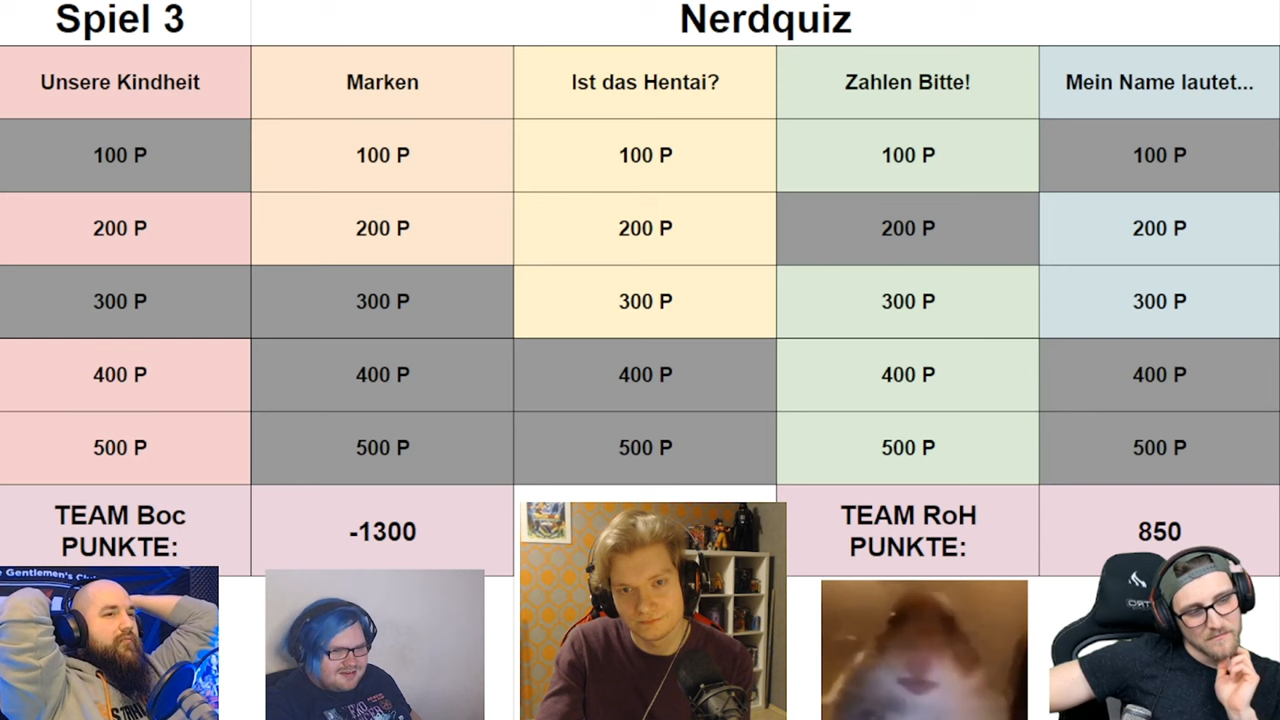 Spiel 3
Nerdquiz
Unsere Kindheit
Marken
Ist das Hentai?
Zahlen Bitte!
Mein Name lautet...
100 P
100 P
100 P
100 P
100 P
200 P
200 P
200 P
200 P
200 P
300 P
300 P
300 P
300 P
300 P
400 P
400 P
400 P
400 P
400 P
500 P
500 P
500 P
500 P
500 P
TEAM Boc
PUNKTE:
-1300
TEAM RoH
PUNKTE:
850
e Gentlemen's Clu